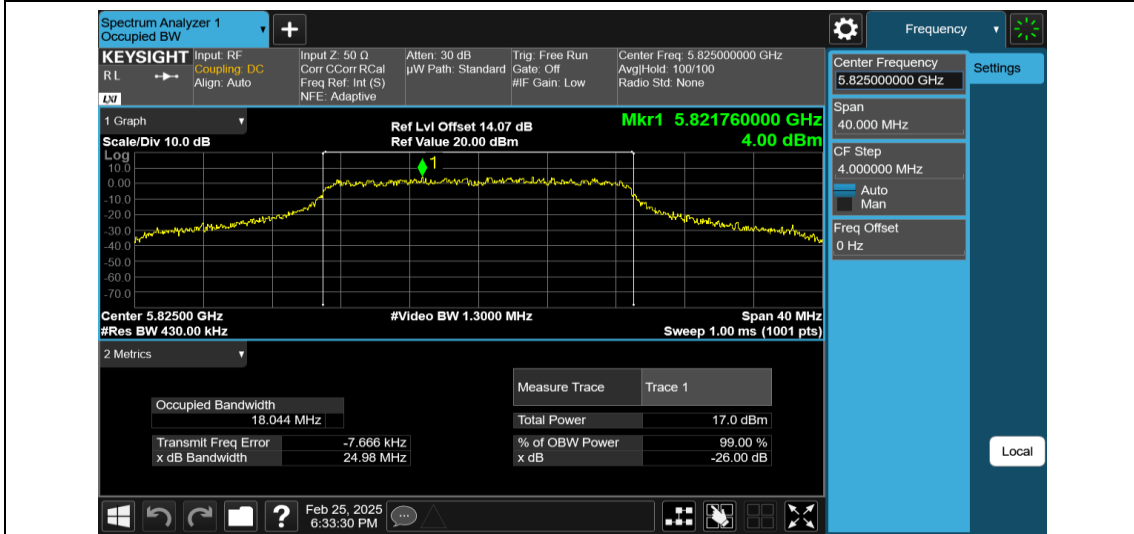 Spectrum Analyzer 1
Occupied BW
+
Frequency
KEYSIGHT
R L
LXI
Input: RF
Coupling: DC
Align: Auto
Input Z: 50 Ω
Corr CCorr RCal
Freq Ref: Int (S)
NFE: Adaptive
Atten: 30 dB
µW Path: Standard
Trig: Free Run
Gate: Off
#IF Gain: Low
Center Freq: 5.825000000 GHz
Avg|Hold: 100/100
Radio Std: None
Center Frequency
5.825000000 GHz
Settings
Span
40.000 MHz
CF Step
4.000000 MHz
Auto
Man
Freq Offset
0 Hz
1 Graph
Scale/Div 10.0 dB
Ref Lvl Offset 14.07 dB
Ref Value 20.00 dBm
Mkr1 5.821760000 GHz
4.00 dBm
Log
10.0
0.00
-10.0
-20.0
-30.0
-40.0
-50.0
-60.0
-70.0
1
Center 5.82500 GHz
#Res BW 430.00 kHz
#Video BW 1.3000 MHz
Span 40 MHz
Sweep 1.00 ms (1001 pts)
2 Metrics
Measure Trace Trace 1
Occupied Bandwidth
18.044 MHz
Total Power 17.0 dBm
Transmit Freq Error -7.666 kHz
% of OBW Power 99.00 %
x dB Bandwidth 24.98 MHz
x dB -26.00 dB
Local
?
Feb 25, 2025
6:33:30 PM